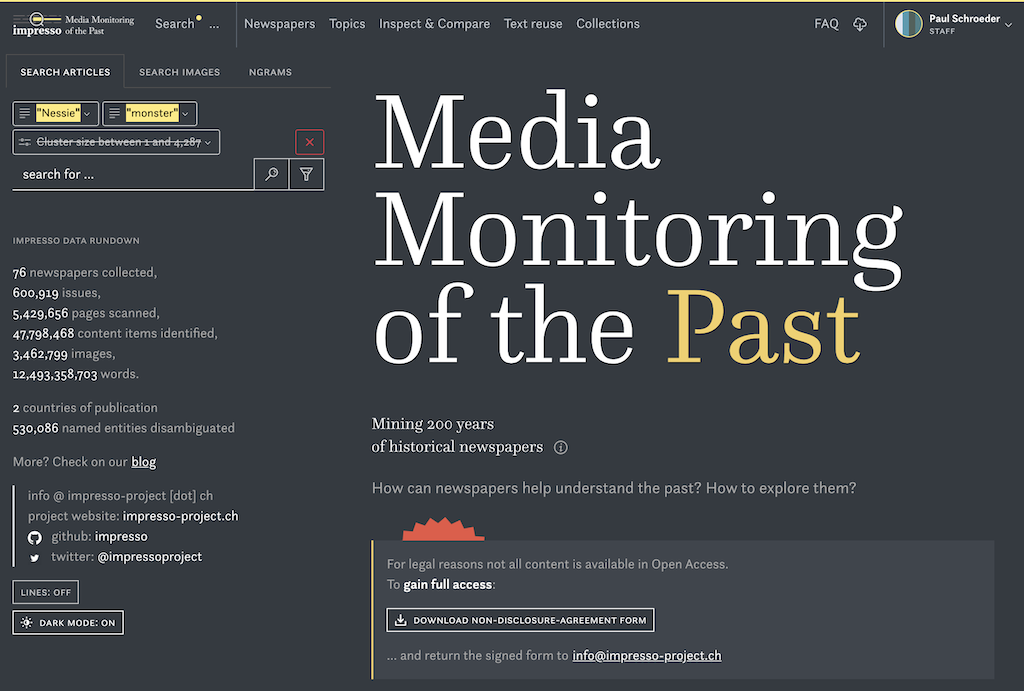 impresso Media Monitoring of the Past
Search ...
Newspapers
Topics
Inspect & Compare
Text reuse
Collections
FAQ
Paul Schroeder
STAFF
SEARCH ARTICLES
SEARCH IMAGES
NGRAMS
"Nessie"
"monster"
Cluster size between 1 and 4,287
search for ...
IMPRESSO DATA RUNDOWN
76 newspapers collected,
600,919 issues,
5,429,656 pages scanned,
47,798,468 content items identified,
3,462,799 images,
12,493,358,703 words.
2 countries of publication
530,086 named entities disambiguated
More? Check on our blog
info @ impresso-project [dot] ch
project website: impresso-project.ch
github: impresso
twitter: @impressoproject
LINES: OFF
DARK MODE: ON
Media
Monitoring
of the Past
Mining 200 years
of historical newspapers
How can newspapers help understand the past? How to explore them?
For legal reasons not all content is available in Open Access.
To gain full access:
DOWNLOAD NON-DISCLOSURE-AGREEMENT FORM
... and return the signed form to info@impresso-project.ch